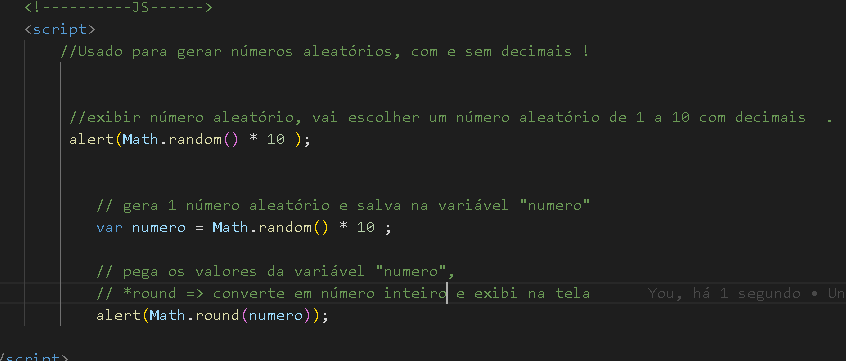 <!----------JS------>
<script>
//Usado para gerar números aleatórios, com e sem decimais !
//exibir número aleatório, vai escolher um número aleatório de 1 a 10 com decimais  .
alert(Math.random() * 10 );
// gera 1 número aleatório e salva na variável "numero"
var numero = Math.random() * 10 ;
// pega os valores da variável "numero",
// *round => converte em número inteiro e exibi na tela You, há 1 segundo • Un
alert(Math.round(numero));
/script>